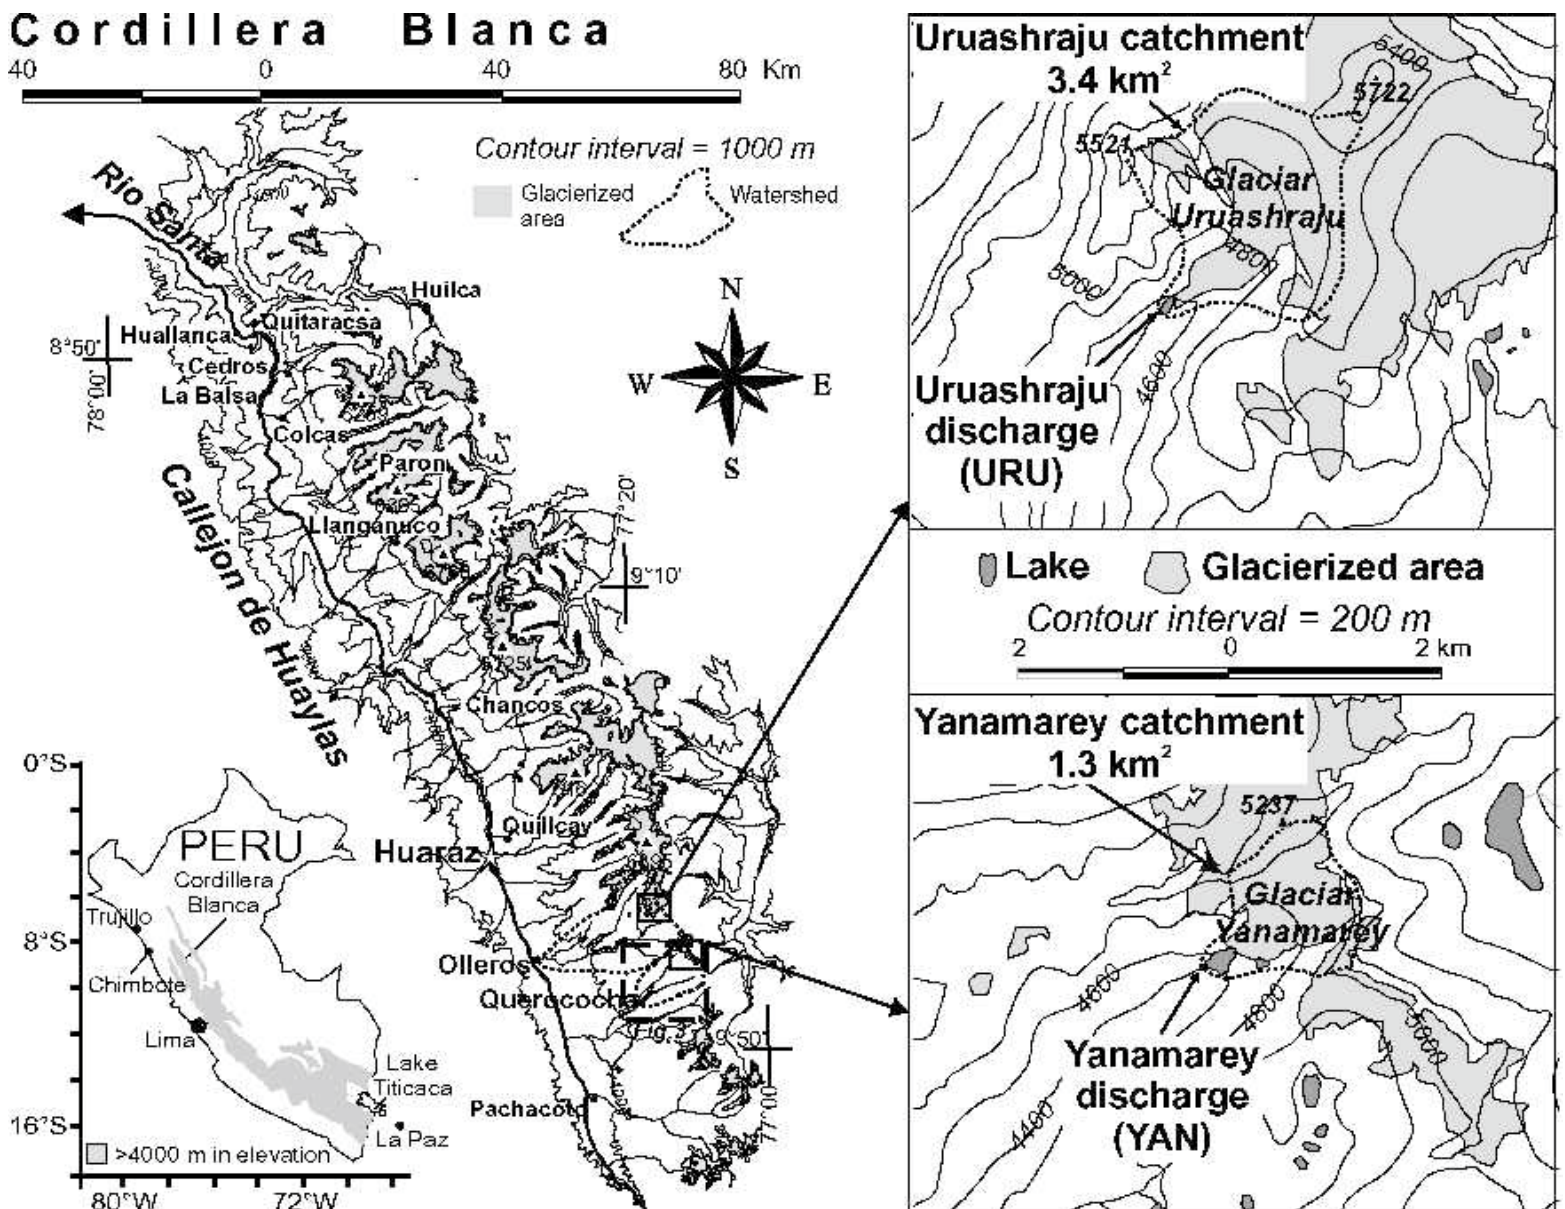 Cordillera Blanca
40 0 40 80 Km
Contour interval = 1000 m
Glacierized
area
Watershed
Rio Santa
Huilca
Quitaracsa
Huallanca
8°50'
78°00'
Cedros
La Balsa
Colcas
Paron
Llanganuco
Callejon de Huaylas
77°20'
9°10'
N
W E
S
Chancos
Quillcay
Huaraz
Olleros
Querococha
Fig.3
9°50'
77°00'
Pachacoto
0°S
8°S
16°S
80°W 72°W
PERU
Cordillera
Blanca
Trujillo
Chimbote
Lima
Lake
Titicaca
La Paz
>4000 m in elevation
Uruashraju catchment
3.4 km²
5400
5722
5521
Glaciar
Uruashraju
4800
5000
4600
Uruashraju
discharge
(URU)
Lake
Glacierized area
Contour interval = 200 m
2 0 2 km
Yanamarey catchment
1.3 km²
5237
Glaciar
Yanamarey
4600
4800
5000
4400
Yanamarey
discharge
(YAN)